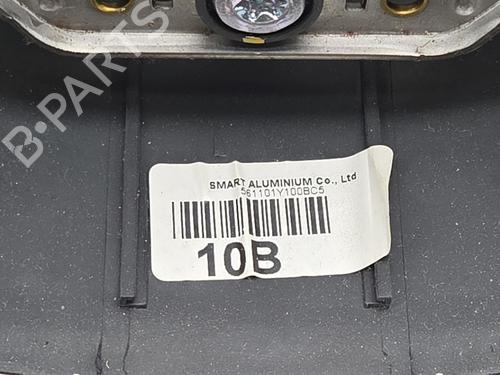 B-PARTS
SMART ALUMINIUM Co., Ltd
561101Y100BC5
10B